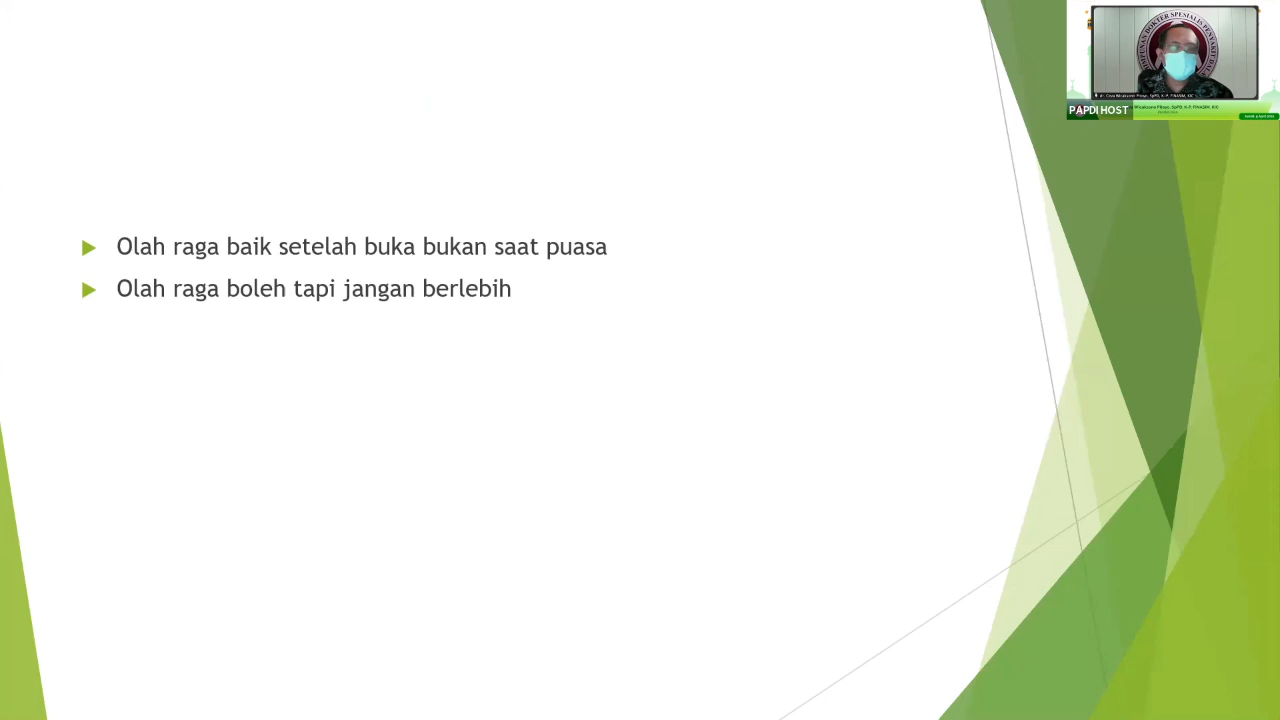 Olah raga baik setelah buka bukan saat puasa
Olah raga boleh tapi jangan berlebih
PAPDI HOST